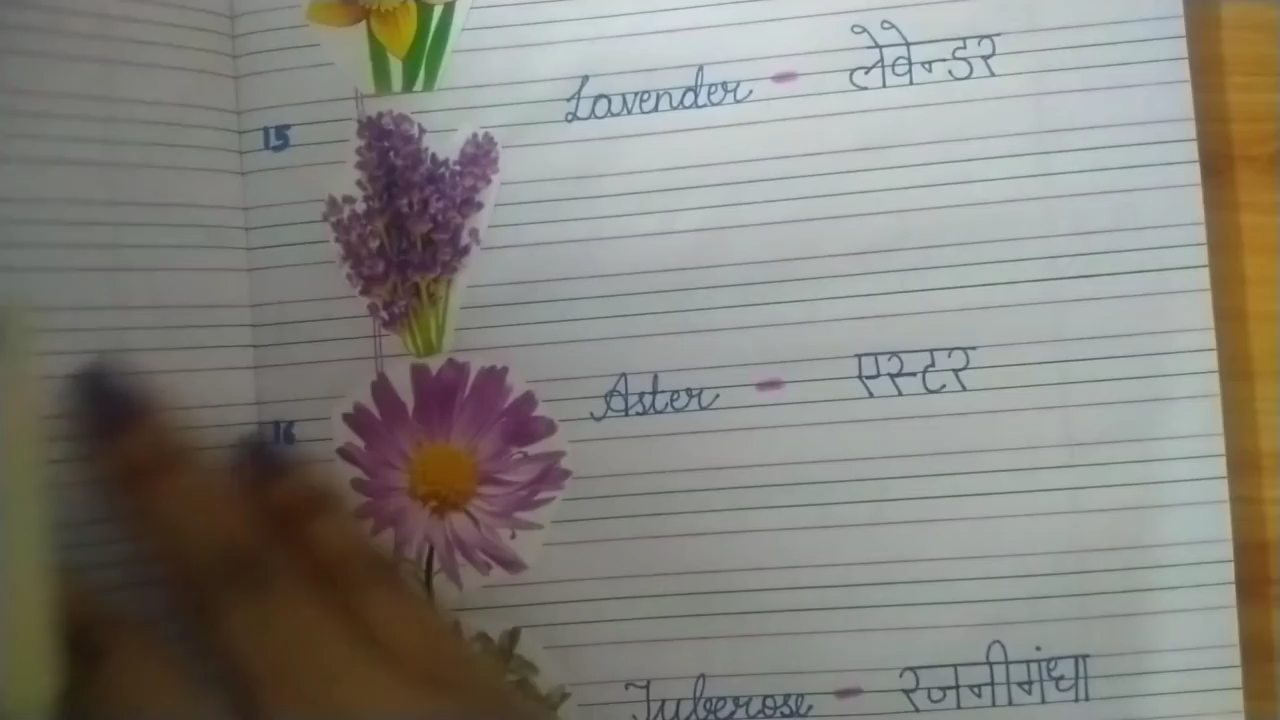 Lavender - लेवेन्डर
15
Aster - एस्टर
16
Tuberose - रजनीगंधा